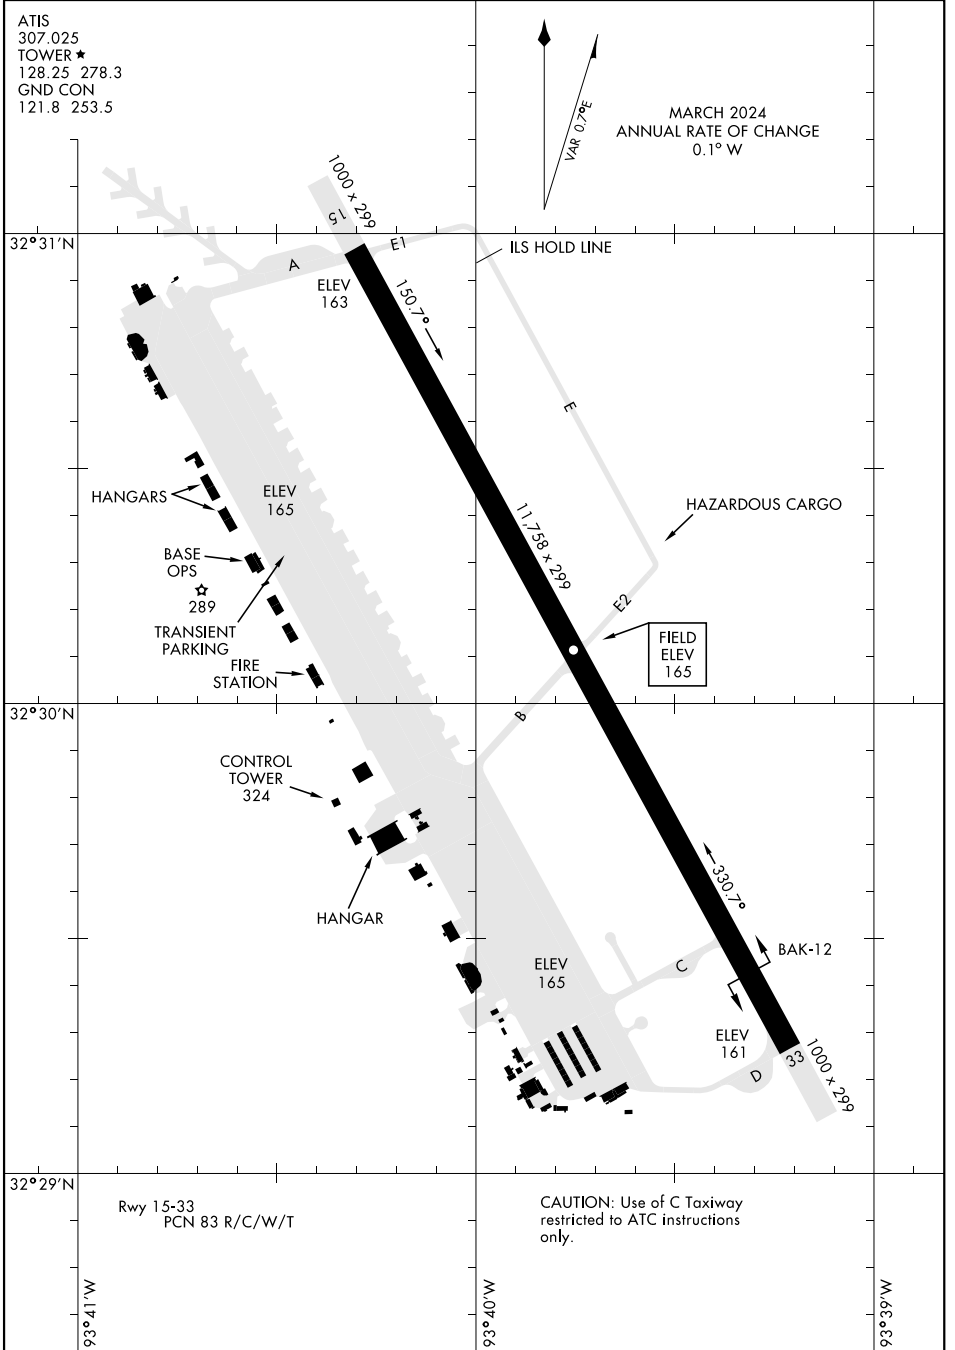 ATIS
307.025
TOWER ★
128.25 278.3
GND CON
121.8 253.5
VAR 0.7°E
MARCH 2024
ANNUAL RATE OF CHANGE
0.1° W
1000 x 299
15
32°31'N
A
E1
ILS HOLD LINE
ELEV
163
150.7°
E
HANGARS
ELEV
165
11,758 x 299
HAZARDOUS CARGO
BASE
OPS
289
E2
TRANSIENT
PARKING
FIELD
ELEV
165
FIRE
STATION
32°30'N
B
CONTROL
TOWER
324
330.7°
HANGAR
BAK-12
ELEV
165
C
ELEV
161
33
1000 x 299
D
32°29'N
Rwy 15-33
PCN 83 R/C/W/T
CAUTION: Use of C Taxiway
restricted to ATC instructions
only.
93°41'W
93°40'W
93°39'W